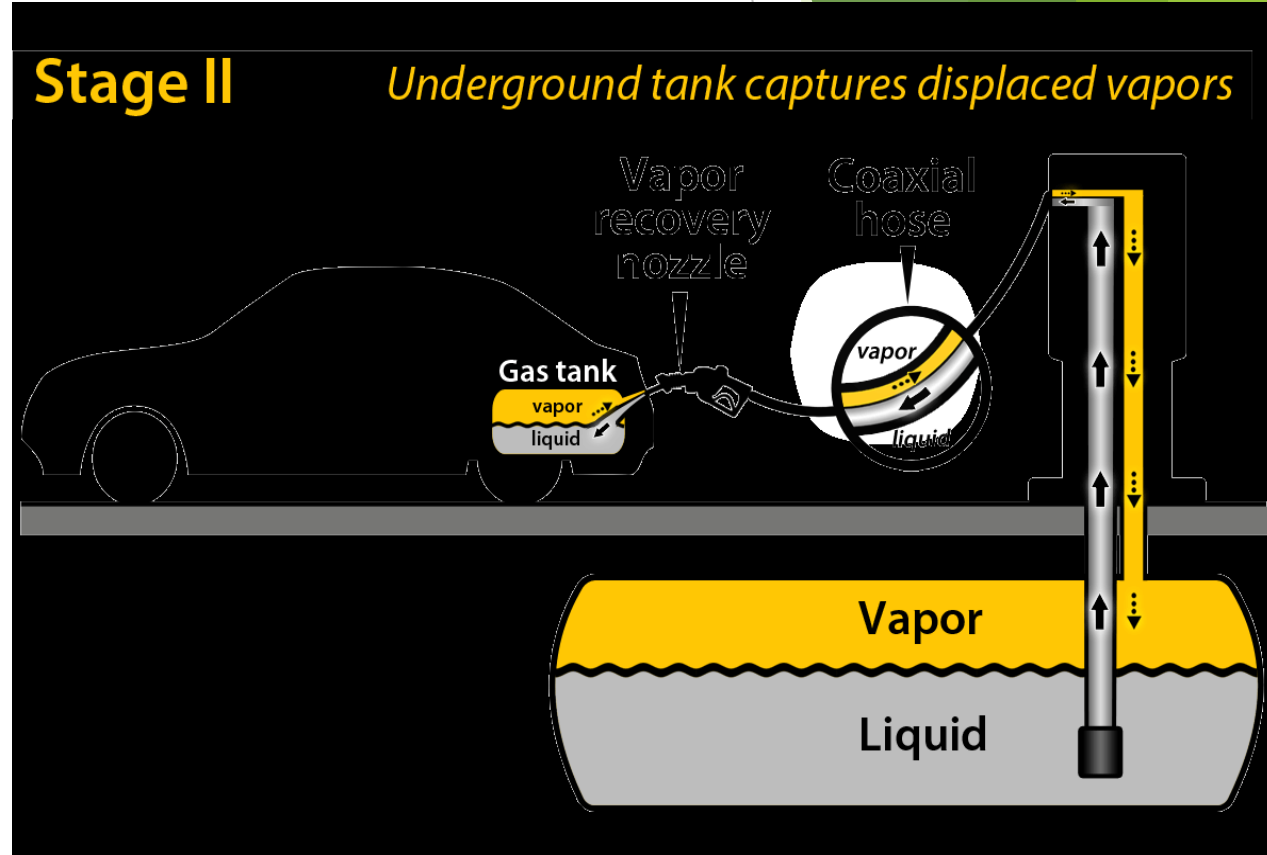 Stage II
Underground tank captures displaced vapors
Vapor
recovery
nozzle
Coaxial
hose
vapor
liquid
Gas tank
vapor
liquid
Vapor
Liquid